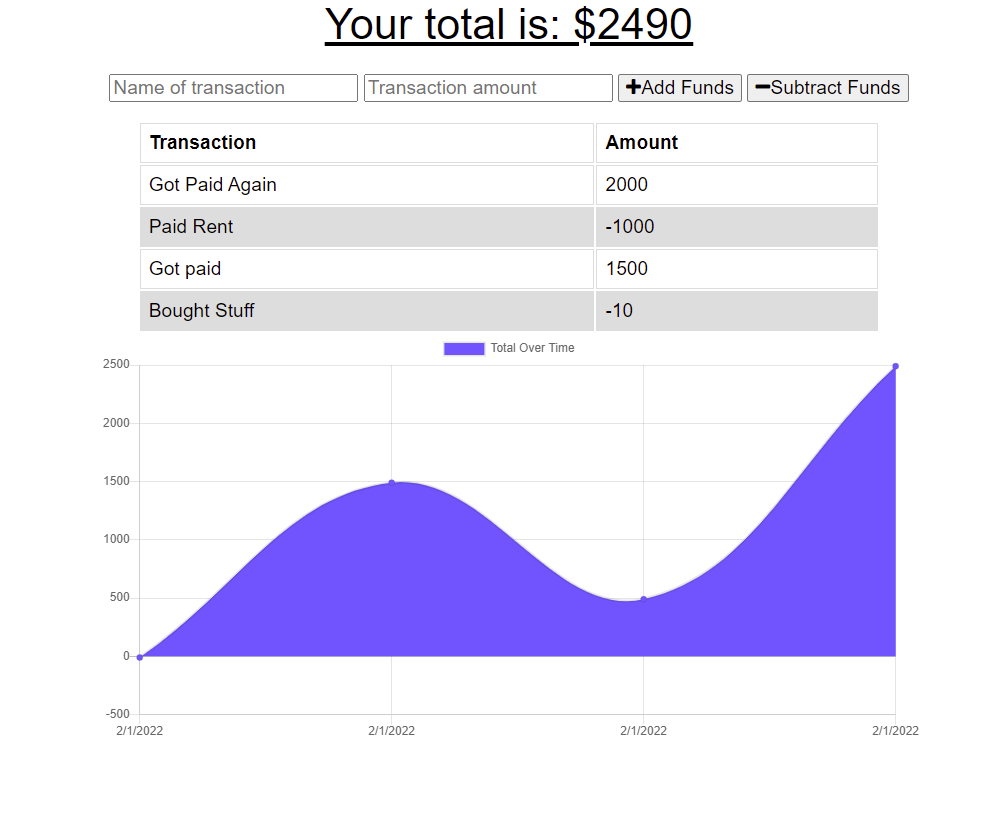 Your total is: $2490
Name of transaction Transaction amount +Add Funds −Subtract Funds
Transaction Amount
Got Paid Again 2000
Paid Rent -1000
Got paid 1500
Bought Stuff -10
Total Over Time
2500
2000
1500
1000
500
0
-500
2/1/2022 2/1/2022 2/1/2022 2/1/2022